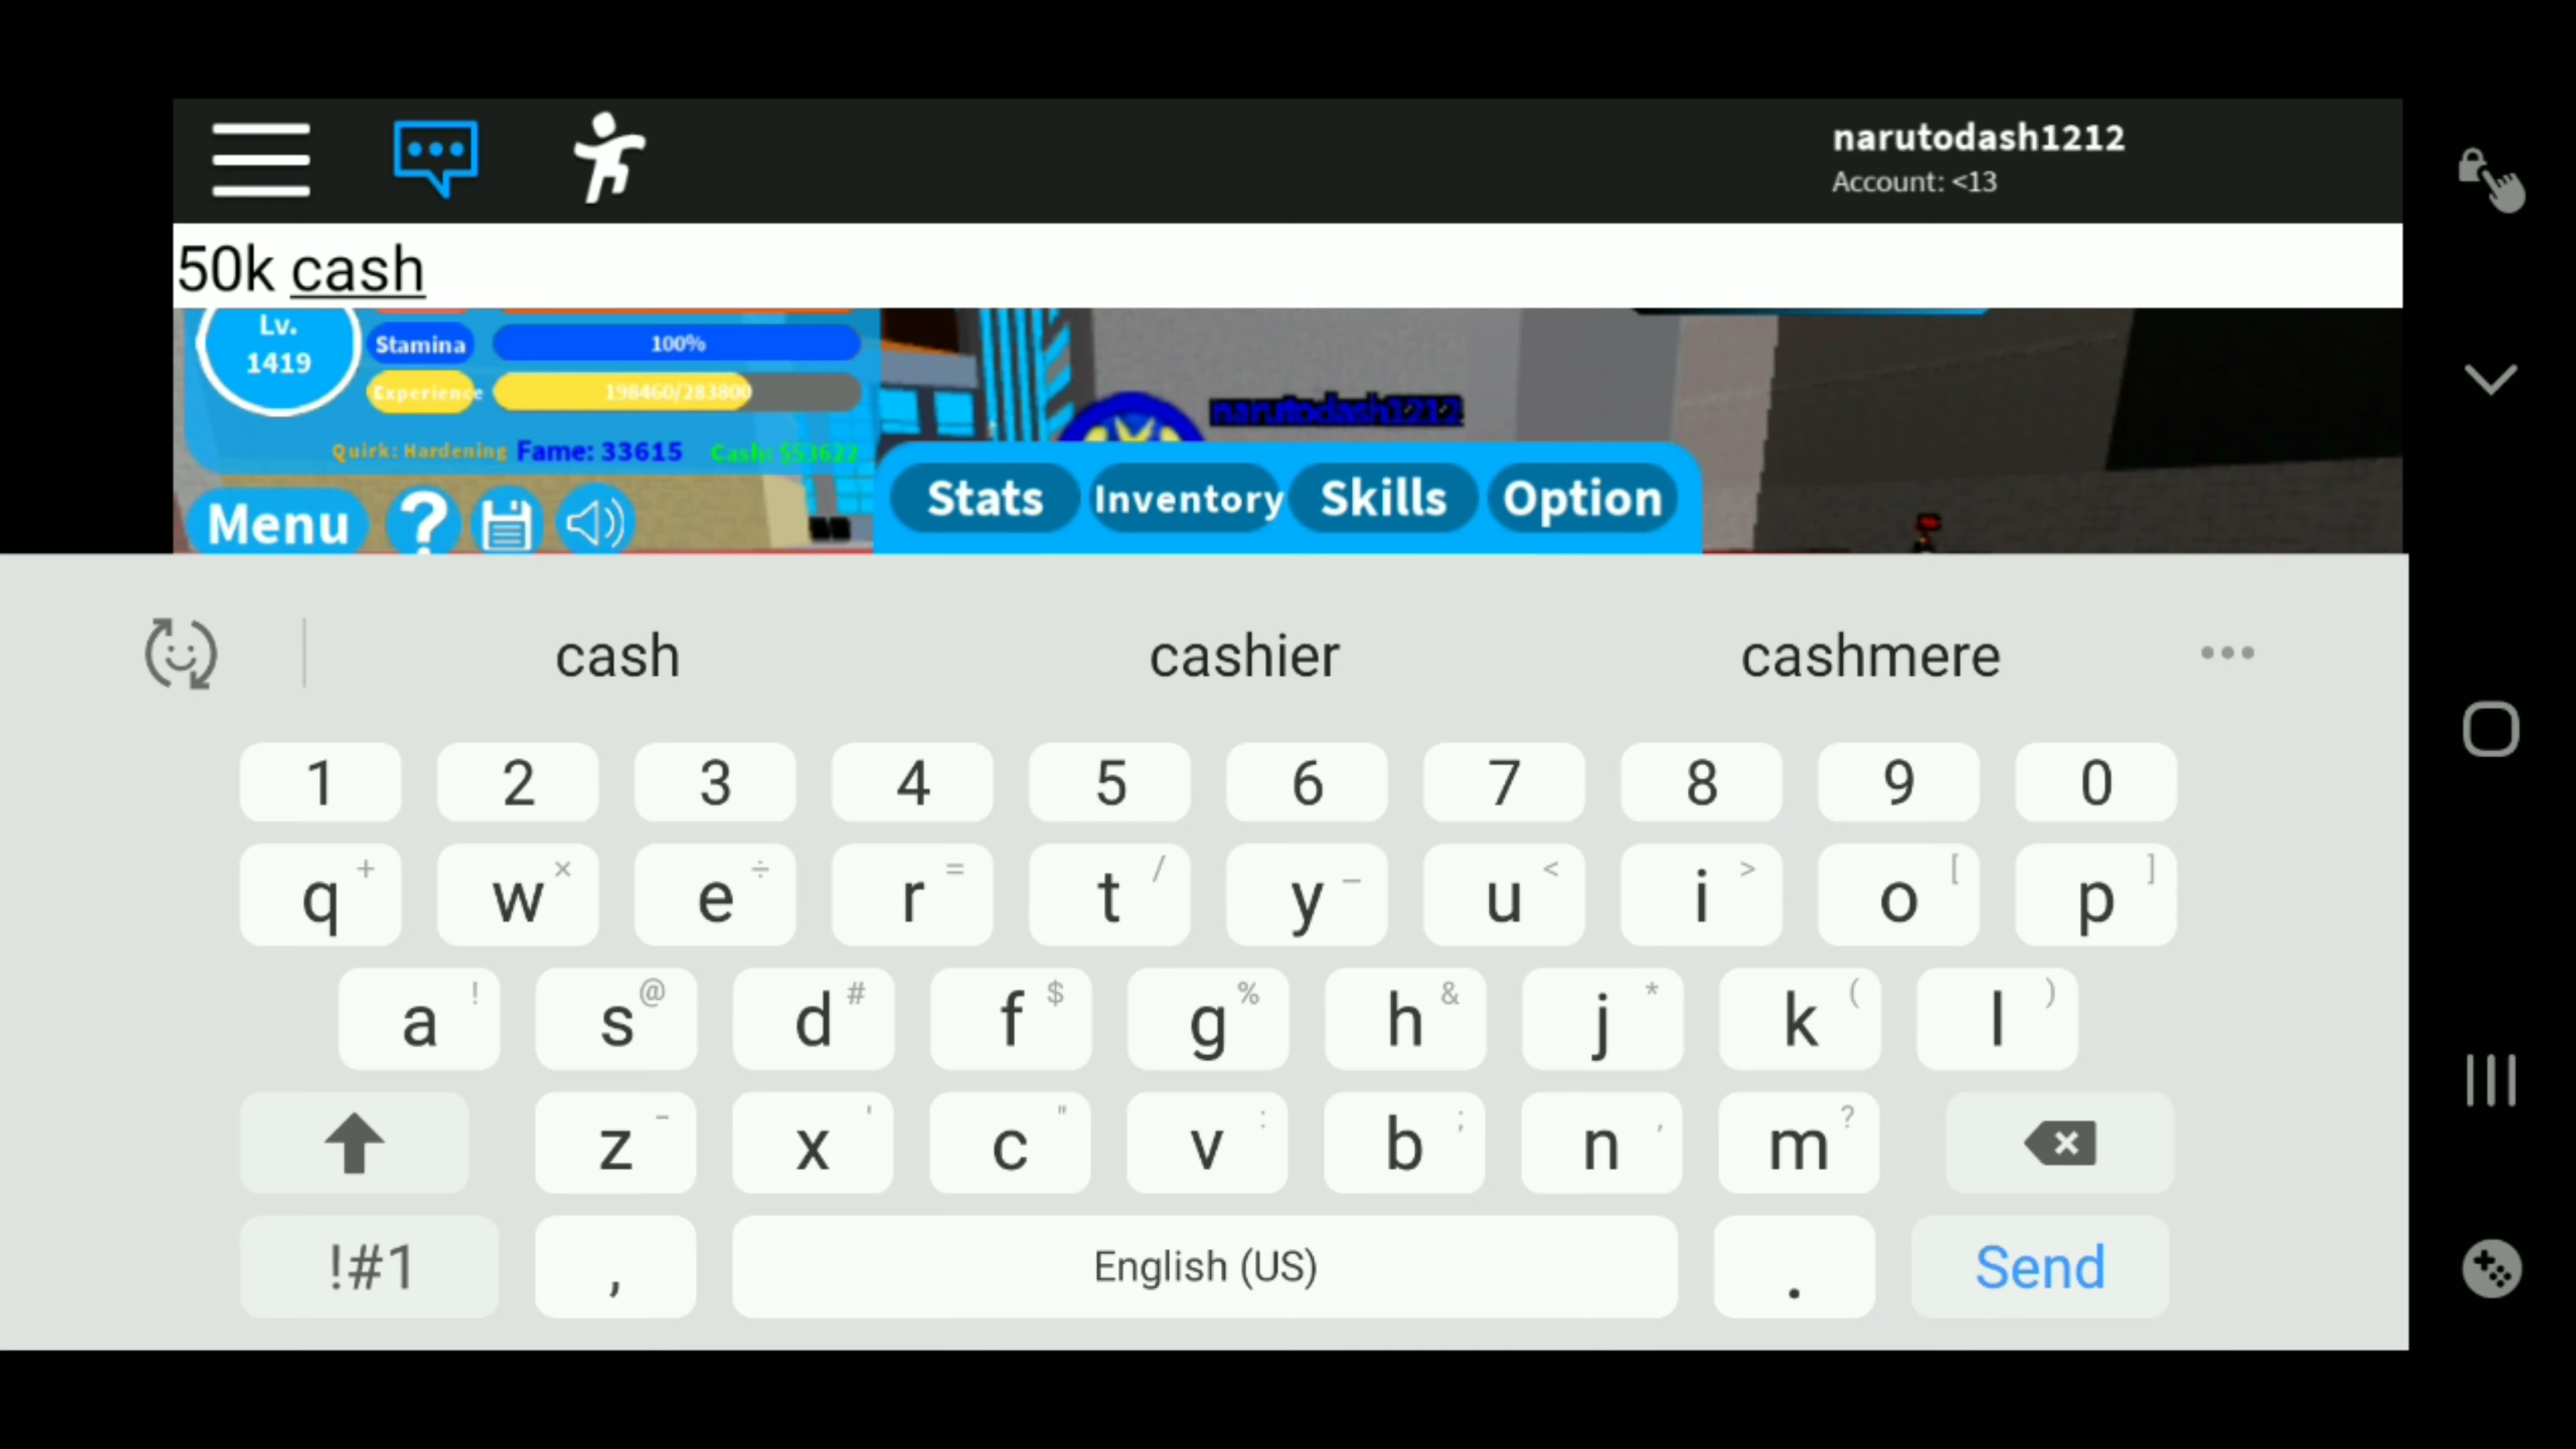 narutodash1212
Account: <13
50k cash
Lv.
1419
Stamina
100%
Experience
198460/283800
narutodash1212
Quirk: Hardening Fame: 33615 Cash: $53622
Stats Inventory Skills Option
Menu ?
cash cashier cashmere
1 2 3 4 5 6 7 8 9 0
q + w × e ÷ r = t / y _ u < i > o [ p ]
a ! s @ d # f $ g % h & j * k ( l )
z - x ' c " v : b ; n , m ?
!#1 , English (US) . Send